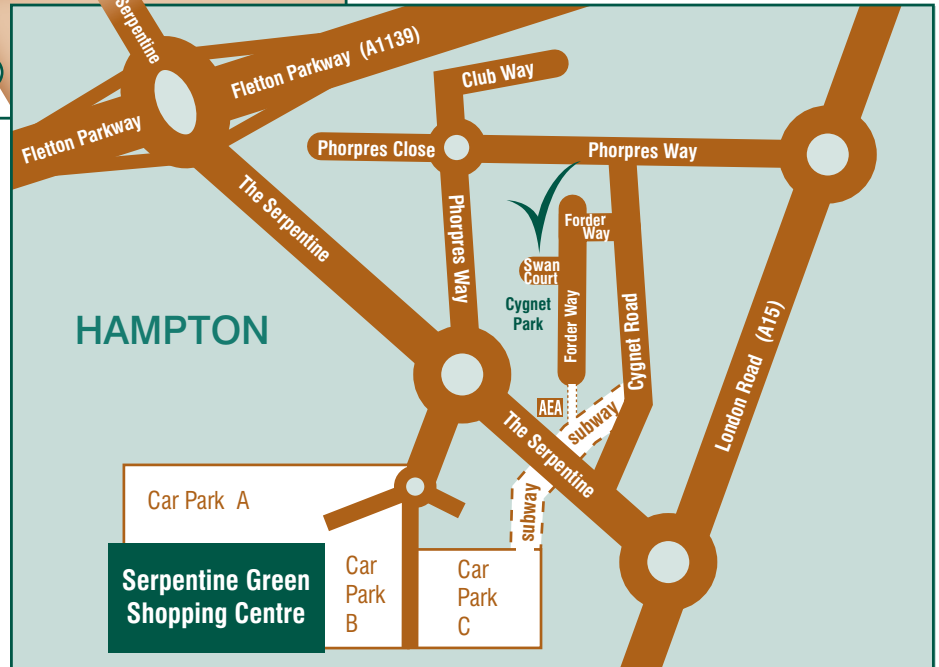 Serpentine
Fletton Parkway (A1139)
Fletton Parkway
Club Way
Phorpres Close
Phorpres Way
The Serpentine
Phorpres Way
Forder
Way
Swan
Court
Cygnet
Park
Forder Way
Cygnet Road
London Road (A15)
HAMPTON
AEA
subway
The Serpentine
subway
Car Park A
Serpentine Green
Shopping Centre
Car
Park
B
Car
Park
C